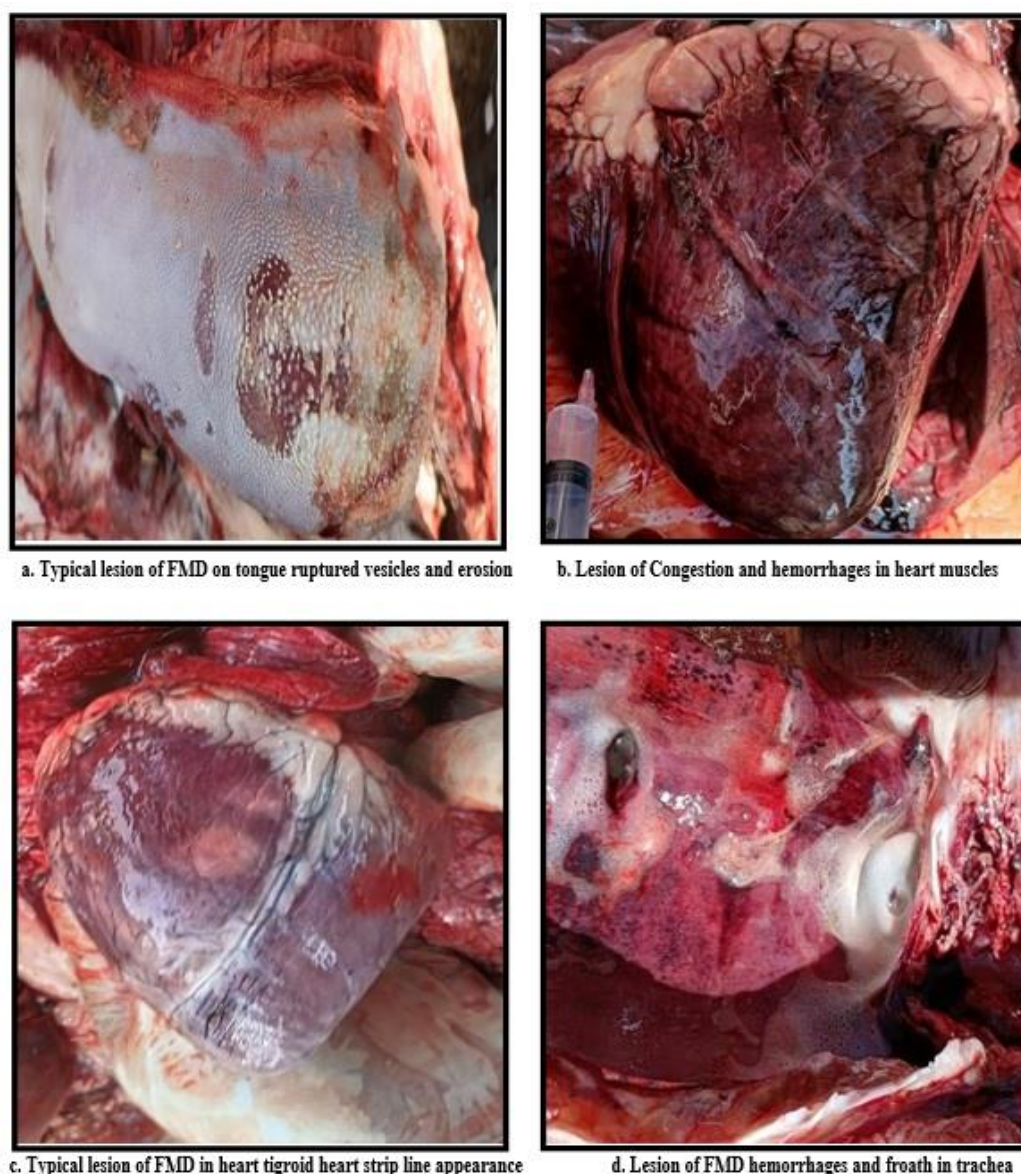 a. Typical lesion of FMD on tongue ruptured vesicles and erosion
b. Lesion of Congestion and hemorrhages in heart muscles
c. Typical lesion of FMD in heart tigroid heart strip line appearance
d. Lesion of FMD hemorrhages and froath in trachea